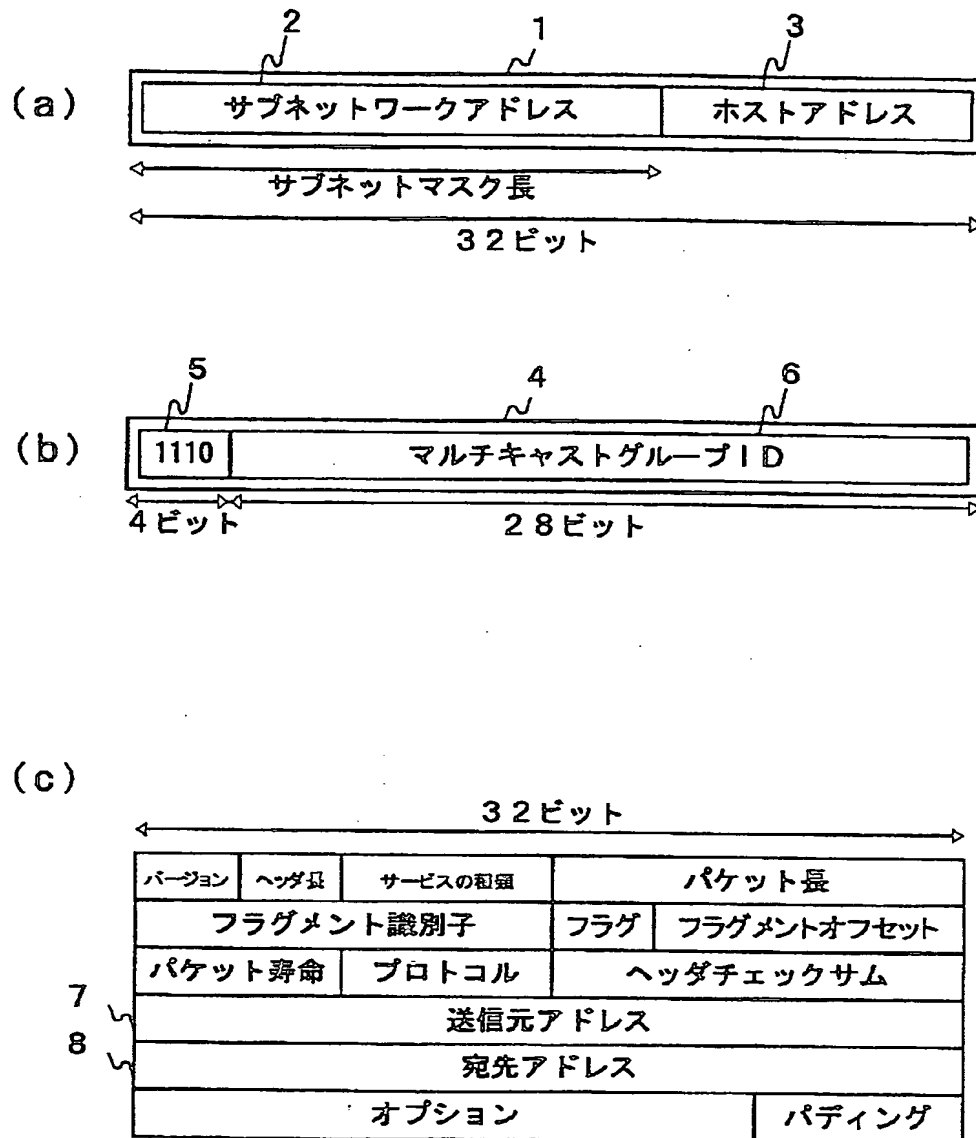 2 1 3
(a) サブネットワークアドレス ホストアドレス
サブネットマスク長
32ビット
5 4 6
(b) 1110 マルチキャストグループID
4ビット 28ビット
(c)
32ビット
バージョン ヘッダ長 サービスの種類 パケット長
フラグメント識別子 フラグ フラグメントオフセット
パケット寿命 プロトコル ヘッダチェックサム
7 送信元アドレス
8 宛先アドレス
オプション パディング